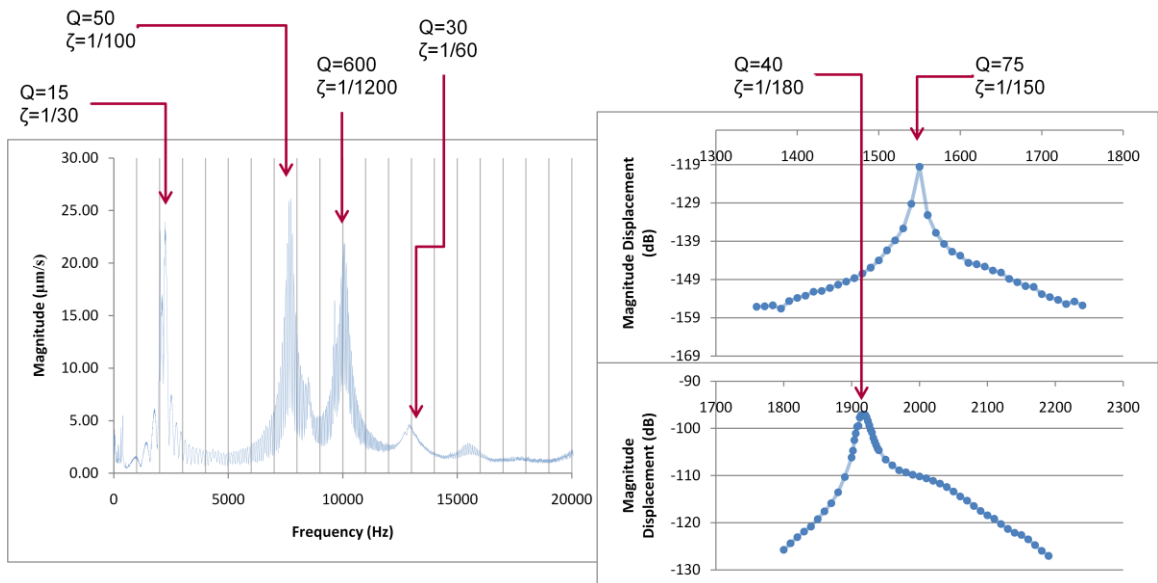 Q=50
ζ=1/100
Q=30
ζ=1/60
Q=600
ζ=1/1200
Q=15
ζ=1/30
30.00
25.00
20.00
15.00
10.00
5.00
0.00
Magnitude (µm/s)
0
5000
10000
15000
20000
Frequency (Hz)
Q=40
ζ=1/180
Q=75
ζ=1/150
1300
1400
1500
1600
1700
1800
-119
-129
-139
-149
-159
-169
Magnitude Displacement
(dB)
-90
1700
1800
1900
2000
2100
2200
2300
-100
-110
-120
-130
Magnitude
Displacement (dB)